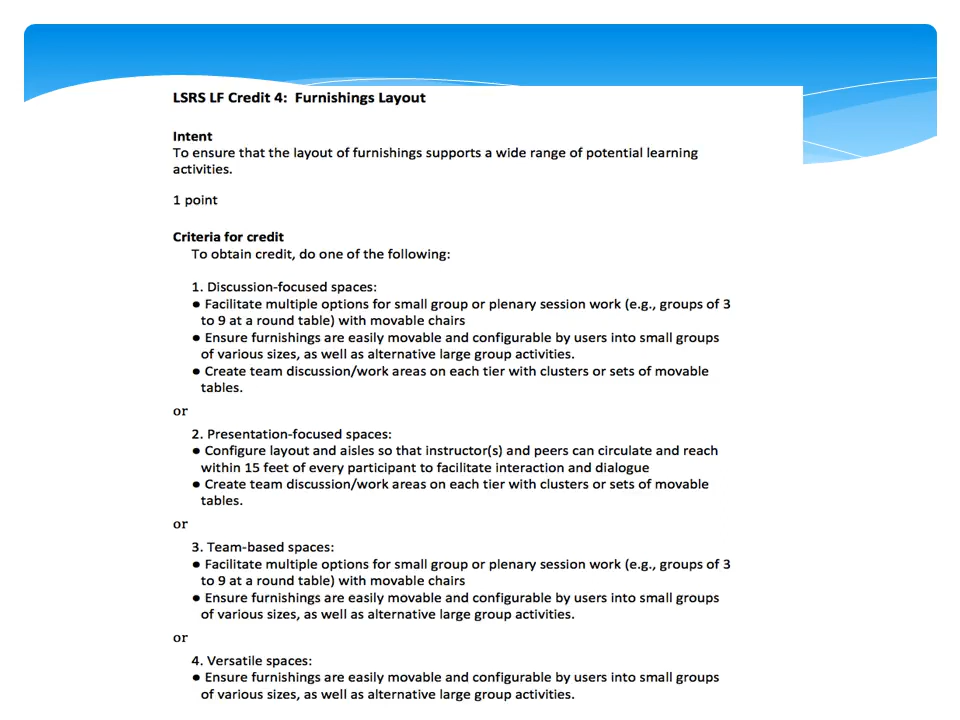 LSRS LF Credit 4:  Furnishings Layout
Intent
To ensure that the layout of furnishings supports a wide range of potential learning
activities.
1 point
Criteria for credit
To obtain credit, do one of the following:
1. Discussion-focused spaces:
● Facilitate multiple options for small group or plenary session work (e.g., groups of 3
to 9 at a round table) with movable chairs
● Ensure furnishings are easily movable and configurable by users into small groups
of various sizes, as well as alternative large group activities.
● Create team discussion/work areas on each tier with clusters or sets of movable
tables.
or
2. Presentation-focused spaces:
● Configure layout and aisles so that instructor(s) and peers can circulate and reach
within 15 feet of every participant to facilitate interaction and dialogue
● Create team discussion/work areas on each tier with clusters or sets of movable
tables.
or
3. Team-based spaces:
● Facilitate multiple options for small group or plenary session work (e.g., groups of 3
to 9 at a round table) with movable chairs
● Ensure furnishings are easily movable and configurable by users into small groups
of various sizes, as well as alternative large group activities.
or
4. Versatile spaces:
● Ensure furnishings are easily movable and configurable by users into small groups
of various sizes, as well as alternative large group activities.